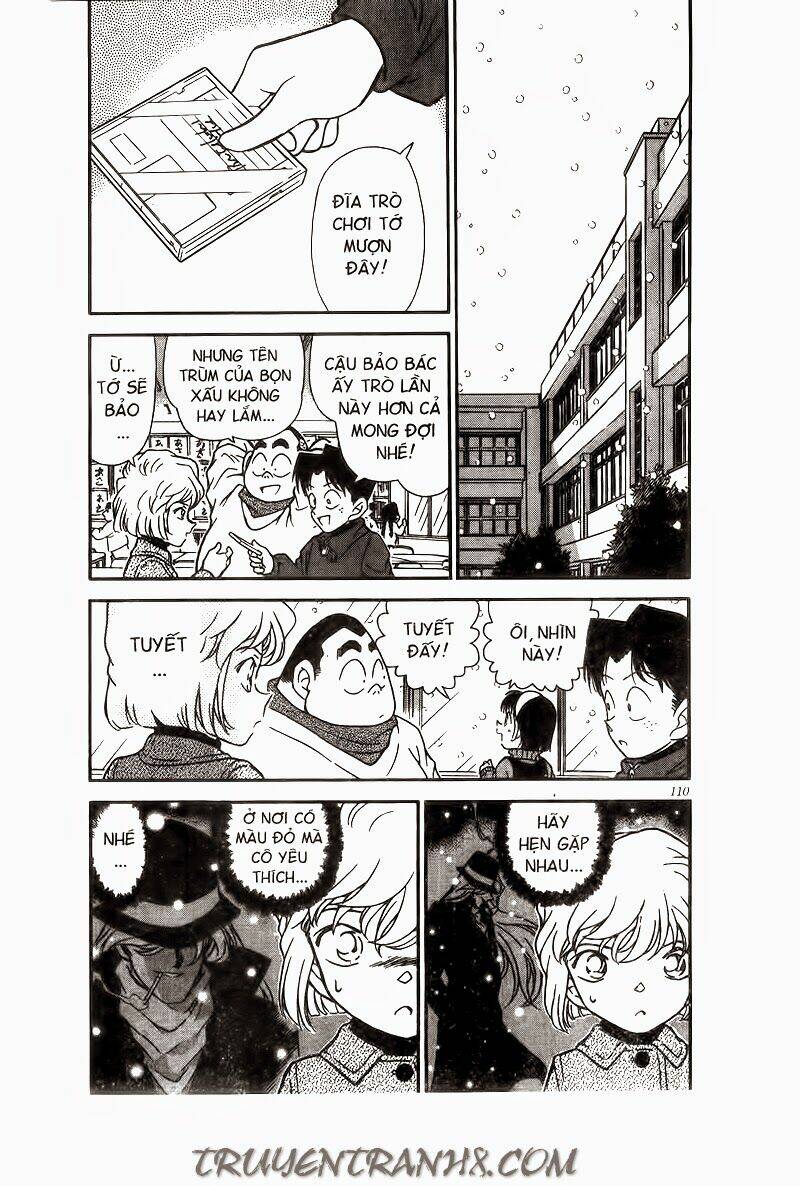 ĐĨA TRÒ
CHƠI TỚ
MƯỢN
ĐÂY!
CẬU BẢO BÁC
ẤY TRÒ LẦN
NÀY HƠN CẢ
MONG ĐỢI
NHÉ!
NHƯNG TÊN
TRÙM CỦA BỌN
XẤU KHÔNG
HAY LẮM...
Ừ...
TỚ SẼ
BẢO
...
ÔI, NHÌN
NÀY!
TUYẾT
ĐẤY!
TUYẾT
...
110
HÃY
HẸN GẶP
NHAU...
Ở NƠI CÓ
MÀU ĐỎ MÀ
CÔ YÊU
THÍCH...
NHÉ
...
TRUYENTRANH8.COM